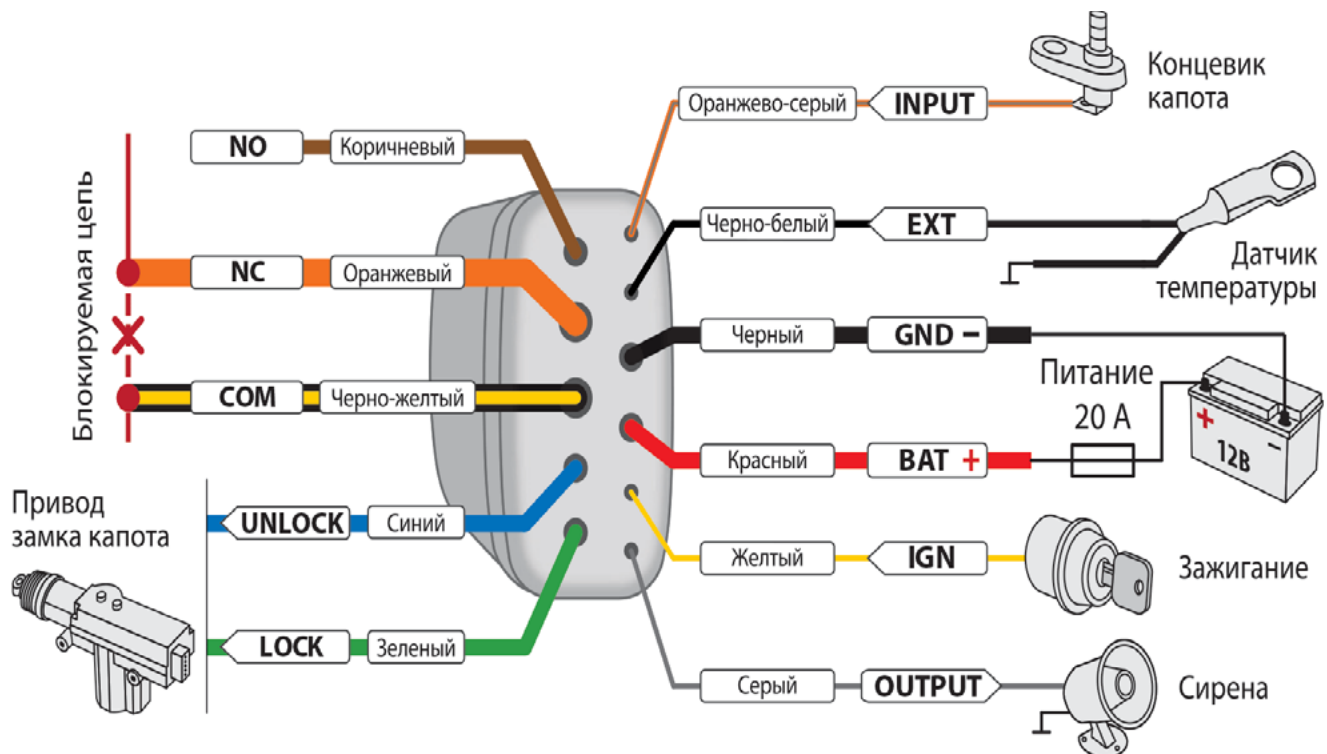 NO
Коричневый
Блокируемая цепь
NC
Оранжевый
COM
Черно-желтый
Привод
замка капота
UNLOCK
Синий
LOCK
Зеленый
Оранжево-серый
INPUT
Концевик
капота
Черно-белый
EXT
Датчик
температуры
Черный
GND −
Питание
20 А
Красный
BAT +
+
−
12В
Желтый
IGN
Зажигание
Серый
OUTPUT
Сирена